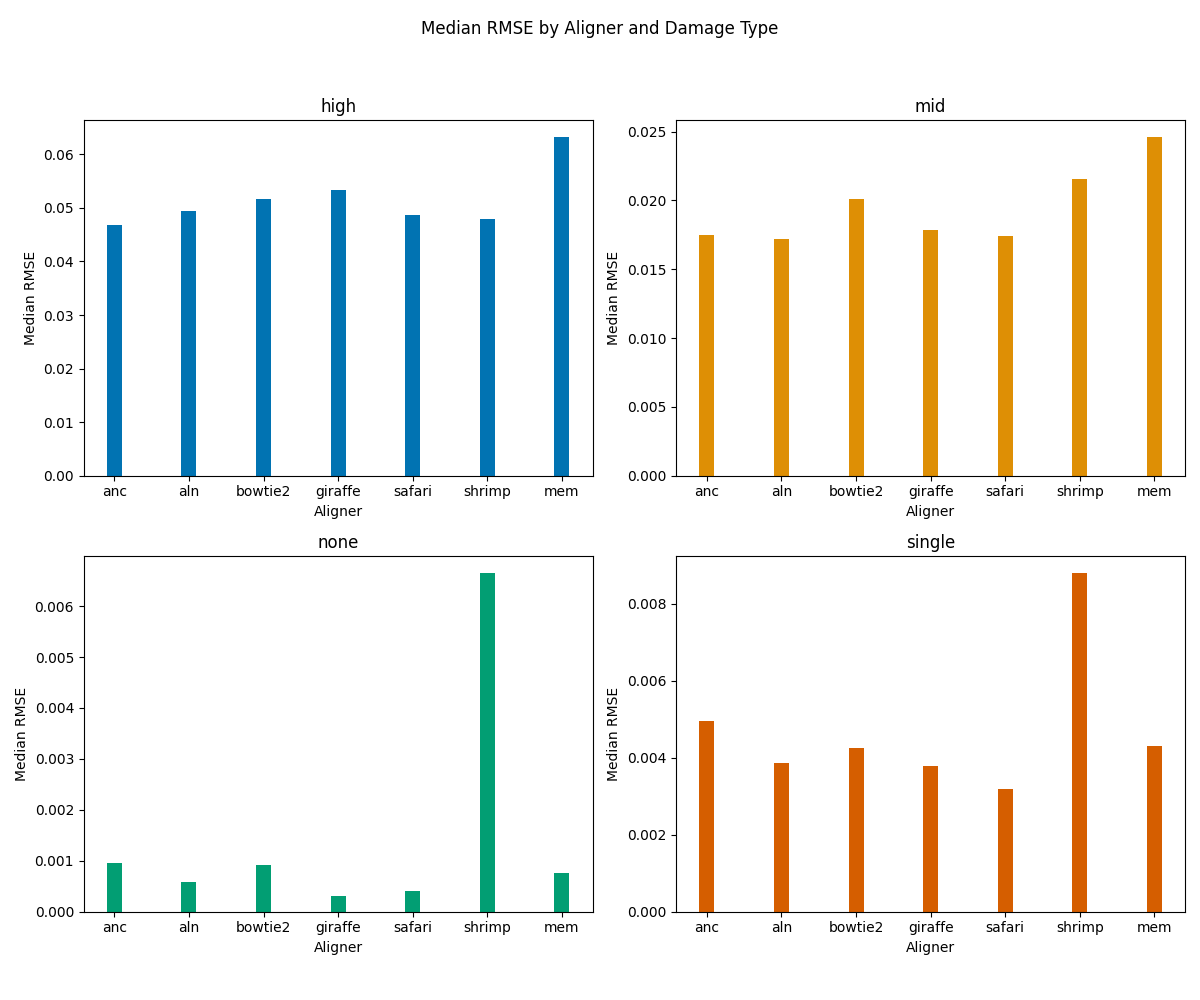 Median RMSE by Aligner and Damage Type
high
Median RMSE
0.06
0.05
0.04
0.03
0.02
0.01
0.00
anc aln bowtie2 giraffe safari shrimp mem
Aligner
mid
Median RMSE
0.025
0.020
0.015
0.010
0.005
0.000
anc aln bowtie2 giraffe safari shrimp mem
Aligner
none
Median RMSE
0.006
0.005
0.004
0.003
0.002
0.001
0.000
anc aln bowtie2 giraffe safari shrimp mem
Aligner
single
Median RMSE
0.008
0.006
0.004
0.002
0.000
anc aln bowtie2 giraffe safari shrimp mem
Aligner